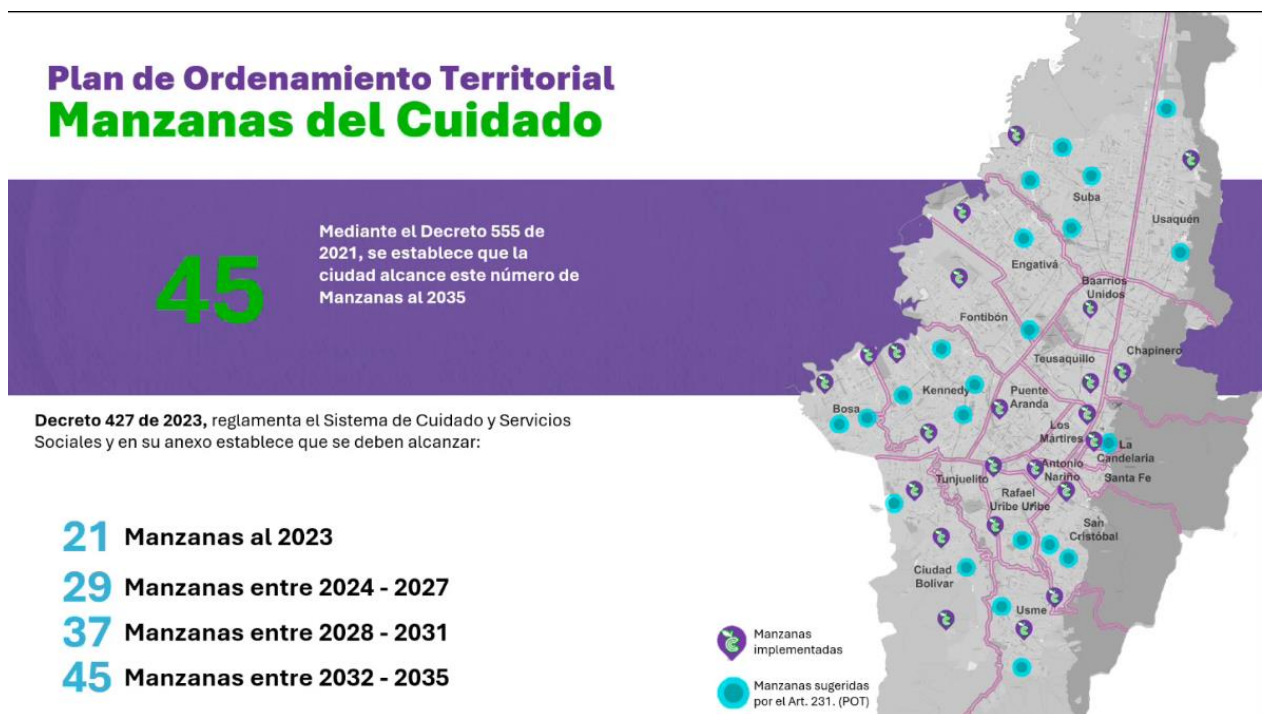 Plan de Ordenamiento Territorial
Manzanas del Cuidado
45
Mediante el Decreto 555 de
2021, se establece que la
ciudad alcance este número de
Manzanas al 2035
Decreto 427 de 2023, reglamenta el Sistema de Cuidado y Servicios
Sociales y en su anexo establece que se deben alcanzar:
21 Manzanas al 2023
29 Manzanas entre 2024 - 2027
37 Manzanas entre 2028 - 2031
45 Manzanas entre 2032 - 2035
Suba
Usaquén
Engativá
Baarrios
Unidos
Fontibón
Teusaquillo
Chapinero
Kennedy
Puente
Aranda
Bosa
Los
Mártires
La
Candelaria
Antonio
Nariño
Santa Fe
Tunjuelito
Rafael
Uribe Uribe
San
Cristóbal
Ciudad
Bolívar
Usme
Manzanas
implementadas
Manzanas sugeridas
por el Art. 231. (POT)